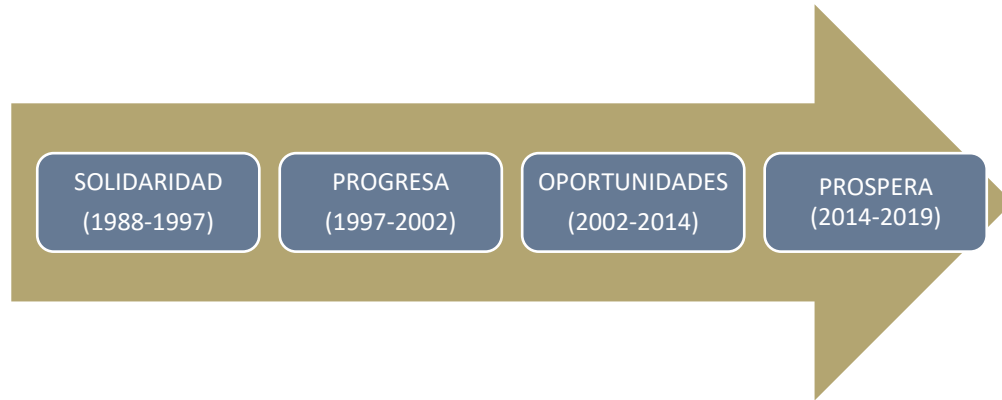 SOLIDARIDAD
(1988-1997)
PROGRESA
(1997-2002)
OPORTUNIDADES
(2002-2014)
PROSPERA
(2014-2019)